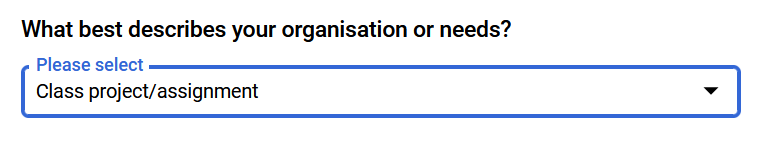 What best describes your organisation or needs?
Please select
Class project/assignment